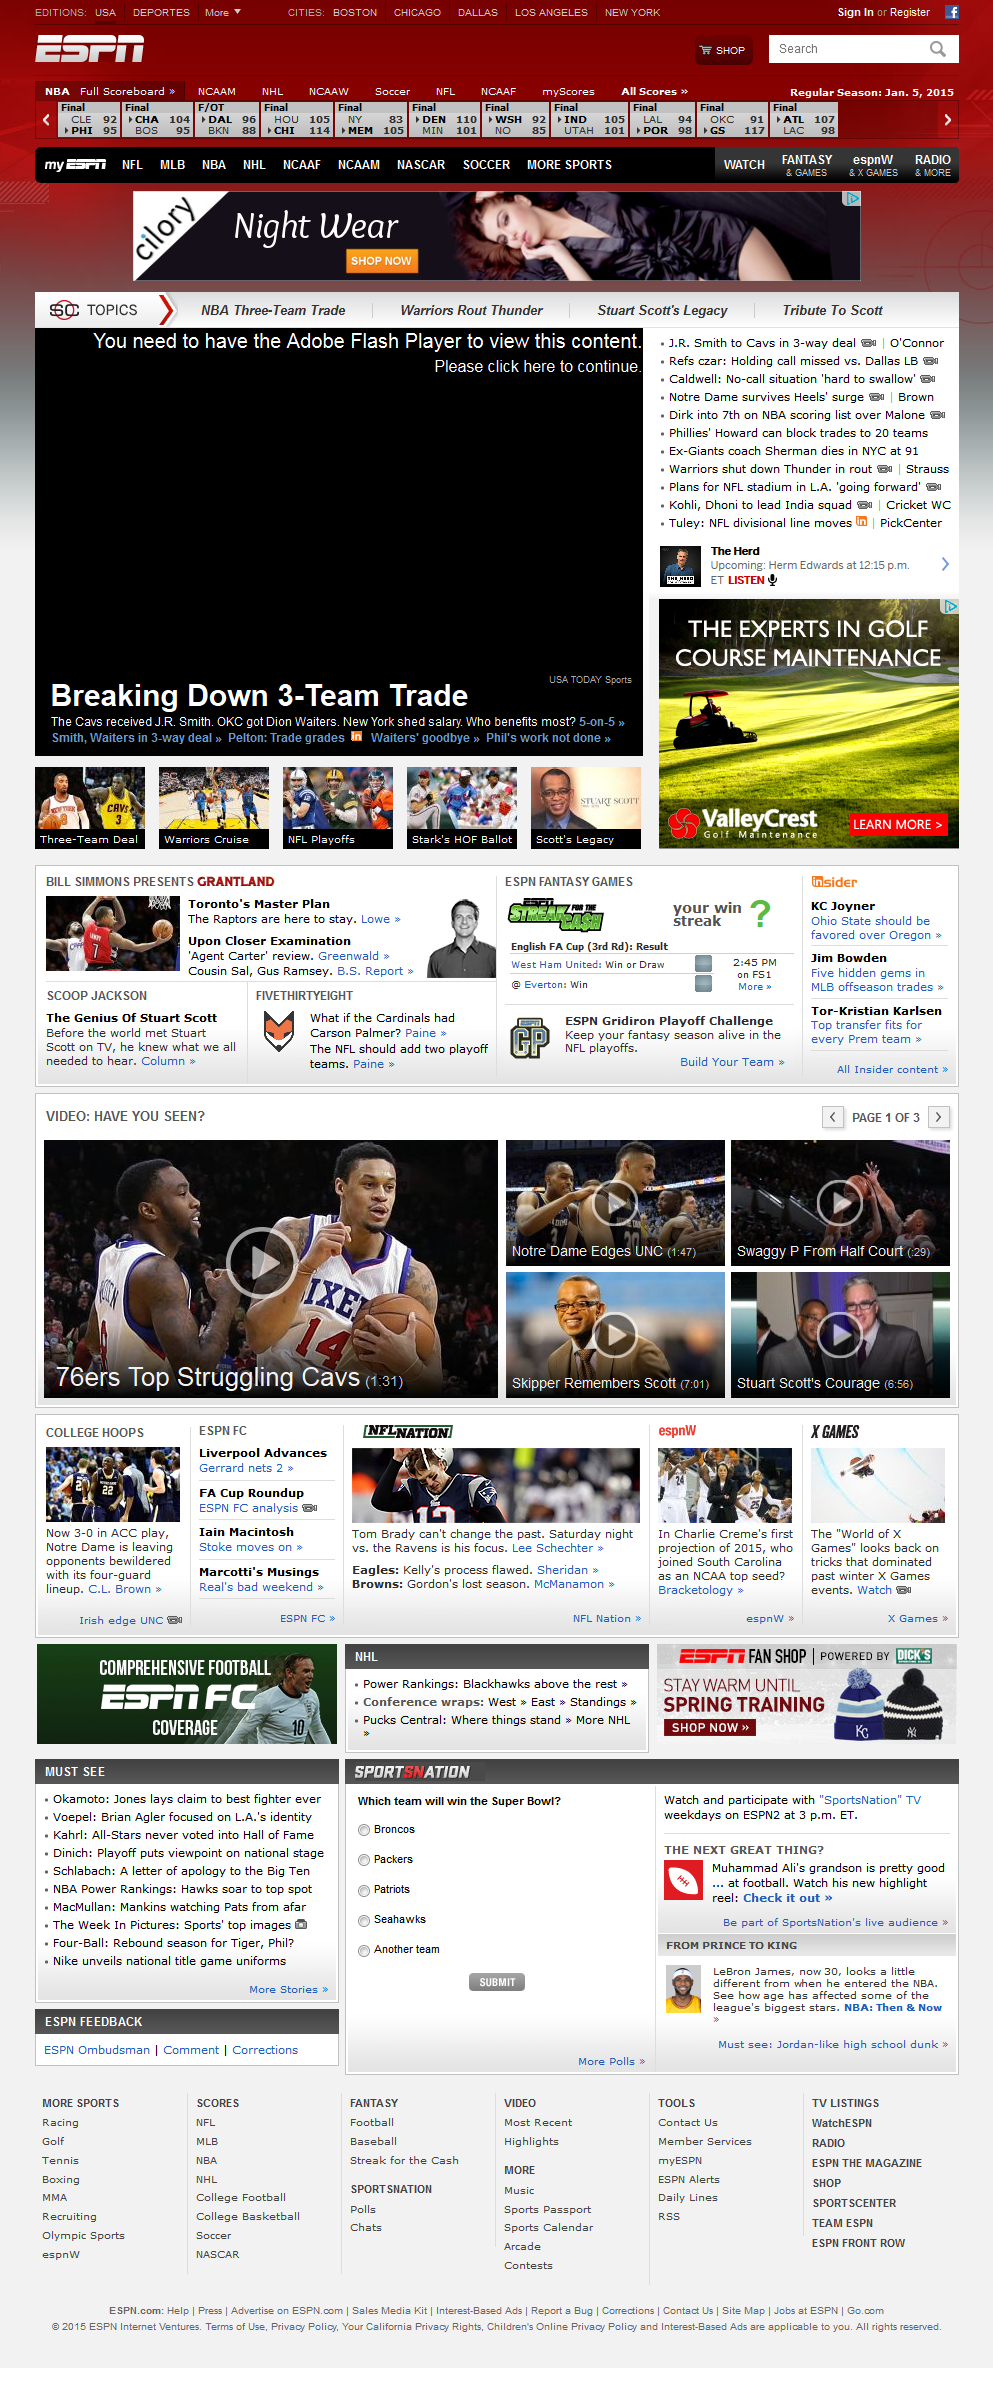 EDITIONS: USA DEPORTES More CITIES: BOSTON CHICAGO DALLAS LOS ANGELES NEW YORK Sign In or Register
ESPN
SHOP
Search
NBA Full Scoreboard » NCAAM NHL NCAAW Soccer NFL NCAAF myScores All Scores » Regular Season: Jan. 5, 2015
Final Final F/OT Final Final Final Final Final Final Final Final
CLE 92 CHA 104 DAL 96 HOU 105 NY 83 DEN 110 WSH 92 IND 105 LAL 94 OKC 91 ATL 107
PHI 95 BOS 95 BKN 88 CHI 114 MEM 105 MIN 101 NO 85 UTAH 101 POR 98 GS 117 LAC 98
myESPN NFL MLB NBA NHL NCAAF NCAAM NASCAR SOCCER MORE SPORTS WATCH FANTASY & GAMES espnW & X GAMES RADIO & MORE
cilory
Night Wear
SHOP NOW
SC TOPICS NBA Three-Team Trade Warriors Rout Thunder Stuart Scott's Legacy Tribute To Scott
You need to have the Adobe Flash Player to view this content.
Please click here to continue.
USA TODAY Sports
Breaking Down 3-Team Trade
The Cavs received J.R. Smith. OKC got Dion Waiters. New York shed salary. Who benefits most? 5-on-5 »
Smith, Waiters in 3-way deal » Pelton: Trade grades in Waiters' goodbye » Phil's work not done »
Three-Team Deal
Warriors Cruise
NFL Playoffs
Stark's HOF Ballot
STUART SCOTT
Scott's Legacy
J.R. Smith to Cavs in 3-way deal | O'Connor
Refs czar: Holding call missed vs. Dallas LB
Caldwell: No-call situation 'hard to swallow'
Notre Dame survives Heels' surge | Brown
Dirk into 7th on NBA scoring list over Malone
Phillies' Howard can block trades to 20 teams
Ex-Giants coach Sherman dies in NYC at 91
Warriors shut down Thunder in rout | Strauss
Plans for NFL stadium in L.A. 'going forward'
Kohli, Dhoni to lead India squad | Cricket WC
Tuley: NFL divisional line moves in | PickCenter
The Herd
Upcoming: Herm Edwards at 12:15 p.m.
ET LISTEN
THE EXPERTS IN GOLF
COURSE MAINTENANCE
ValleyCrest
Golf Maintenance
LEARN MORE >
BILL SIMMONS PRESENTS GRANTLAND
Toronto's Master Plan
The Raptors are here to stay. Lowe »
Upon Closer Examination
'Agent Carter' review. Greenwald »
Cousin Sal, Gus Ramsey. B.S. Report »
SCOOP JACKSON
The Genius Of Stuart Scott
Before the world met Stuart
Scott on TV, he knew what we all
needed to hear. Column »
FIVETHIRTYEIGHT
What if the Cardinals had
Carson Palmer? Paine »
The NFL should add two playoff
teams. Paine »
ESPN FANTASY GAMES
STREAK FOR THE CASH
your win
streak ?
English FA Cup (3rd Rd): Result
West Ham United: Win or Draw
@ Everton: Win
2:45 PM
on FS1
More »
GP
ESPN Gridiron Playoff Challenge
Keep your fantasy season alive in the
NFL playoffs.
Build Your Team »
insider
KC Joyner
Ohio State should be
favored over Oregon »
Jim Bowden
Five hidden gems in
MLB offseason trades »
Tor-Kristian Karlsen
Top transfer fits for
every Prem team »
All Insider content »
VIDEO: HAVE YOU SEEN?
PAGE 1 OF 3
76ers Top Struggling Cavs (1:31)
Notre Dame Edges UNC (1:47)
Swaggy P From Half Court (:29)
Skipper Remembers Scott (7:01)
Stuart Scott's Courage (6:56)
COLLEGE HOOPS
Now 3-0 in ACC play,
Notre Dame is leaving
opponents bewildered
with its four-guard
lineup. C.L. Brown »
Irish edge UNC
ESPN FC
Liverpool Advances
Gerrard nets 2 »
FA Cup Roundup
ESPN FC analysis
Iain Macintosh
Stoke moves on »
Marcotti's Musings
Real's bad weekend »
ESPN FC »
NFL NATION
Tom Brady can't change the past. Saturday night
vs. the Ravens is his focus. Lee Schechter »
Eagles: Kelly's process flawed. Sheridan »
Browns: Gordon's lost season. McManamon »
NFL Nation »
espnW
In Charlie Creme's first
projection of 2015, who
joined South Carolina
as an NCAA top seed?
Bracketology »
espnW »
X GAMES
The "World of X
Games" looks back on
tricks that dominated
past winter X Games
events. Watch
X Games »
COMPREHENSIVE FOOTBALL
ESPN FC
COVERAGE
NHL
Power Rankings: Blackhawks above the rest »
Conference wraps: West » East » Standings »
Pucks Central: Where things stand » More NHL
»
ESPN FAN SHOP | POWERED BY DICK'S
STAY WARM UNTIL
SPRING TRAINING
SHOP NOW »
MUST SEE
Okamoto: Jones lays claim to best fighter ever
Voepel: Brian Agler focused on L.A.'s identity
Kahrl: All-Stars never voted into Hall of Fame
Dinich: Playoff puts viewpoint on national stage
Schlabach: A letter of apology to the Big Ten
NBA Power Rankings: Hawks soar to top spot
MacMullan: Mankins watching Pats from afar
The Week In Pictures: Sports' top images
Four-Ball: Rebound season for Tiger, Phil?
Nike unveils national title game uniforms
More Stories »
ESPN FEEDBACK
ESPN Ombudsman | Comment | Corrections
SPORTSNATION
Which team will win the Super Bowl?
Broncos
Packers
Patriots
Seahawks
Another team
SUBMIT
More Polls »
Watch and participate with "SportsNation" TV
weekdays on ESPN2 at 3 p.m. ET.
THE NEXT GREAT THING?
Muhammad Ali's grandson is pretty good
... at football. Watch his new highlight
reel: Check it out »
Be part of SportsNation's live audience »
FROM PRINCE TO KING
LeBron James, now 30, looks a little
different from when he entered the NBA.
See how age has affected some of the
league's biggest stars. NBA: Then & Now
»
Must see: Jordan-like high school dunk »
MORE SPORTS
Racing
Golf
Tennis
Boxing
MMA
Recruiting
Olympic Sports
espnW
SCORES
NFL
MLB
NBA
NHL
College Football
College Basketball
Soccer
NASCAR
FANTASY
Football
Baseball
Streak for the Cash
SPORTSNATION
Polls
Chats
VIDEO
Most Recent
Highlights
MORE
Music
Sports Passport
Sports Calendar
Arcade
Contests
TOOLS
Contact Us
Member Services
myESPN
ESPN Alerts
Daily Lines
RSS
TV LISTINGS
WatchESPN
RADIO
ESPN THE MAGAZINE
SHOP
SPORTSCENTER
TEAM ESPN
ESPN FRONT ROW
ESPN.com: Help | Press | Advertise on ESPN.com | Sales Media Kit | Interest-Based Ads | Report a Bug | Corrections | Contact Us | Site Map | Jobs at ESPN | Go.com
© 2015 ESPN Internet Ventures. Terms of Use, Privacy Policy, Your California Privacy Rights, Children's Online Privacy Policy and Interest-Based Ads are applicable to you. All rights reserved.